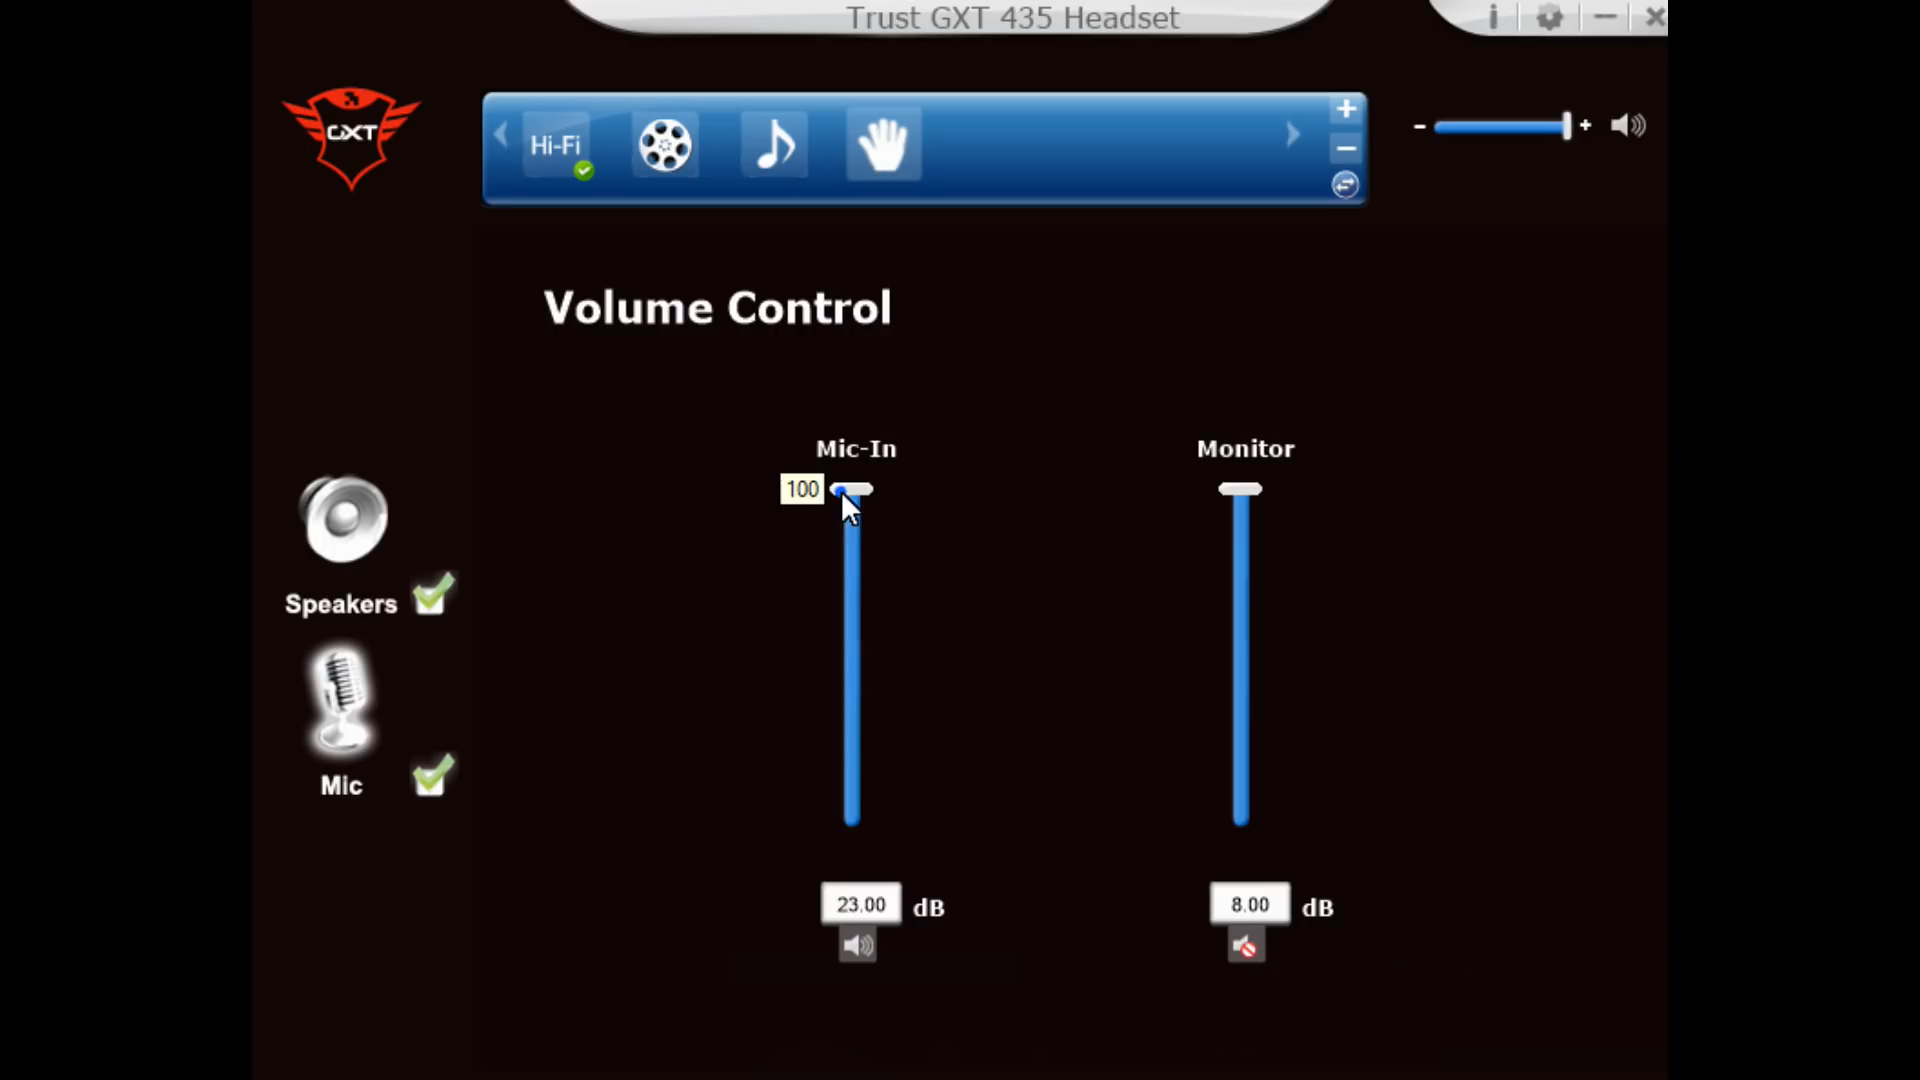 Trust GXT 435 Headset
GXT
Hi-Fi
Volume Control
Mic-In
Monitor
100
Speakers
Mic
23.00 dB
8.00 dB